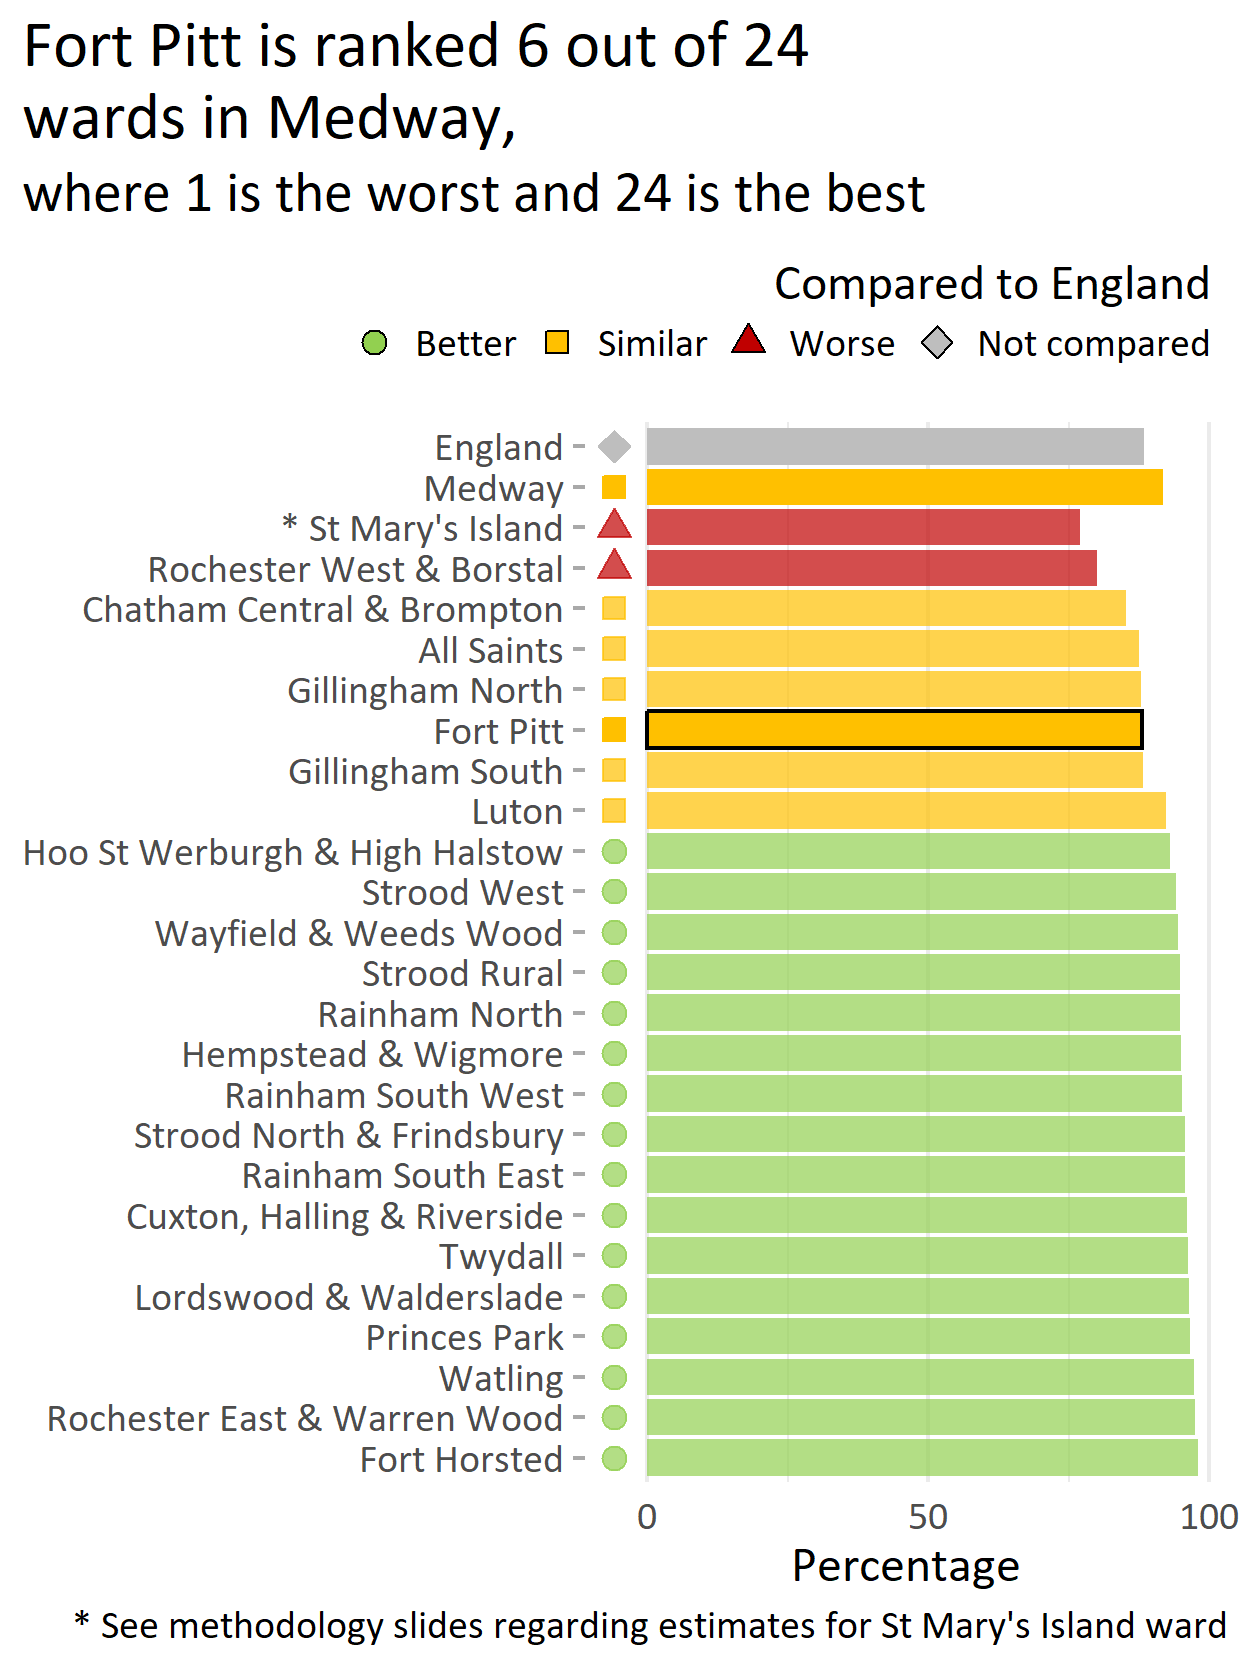 Fort Pitt is ranked 6 out of 24
wards in Medway,
where 1 is the worst and 24 is the best
Compared to England
Better Similar Worse Not compared
England
Medway
* St Mary's Island
Rochester West & Borstal
Chatham Central & Brompton
All Saints
Gillingham North
Fort Pitt
Gillingham South
Luton
Hoo St Werburgh & High Halstow
Strood West
Wayfield & Weeds Wood
Strood Rural
Rainham North
Hempstead & Wigmore
Rainham South West
Strood North & Frindsbury
Rainham South East
Cuxton, Halling & Riverside
Twydall
Lordswood & Walderslade
Princes Park
Watling
Rochester East & Warren Wood
Fort Horsted
0 50 100
Percentage
* See methodology slides regarding estimates for St Mary's Island ward